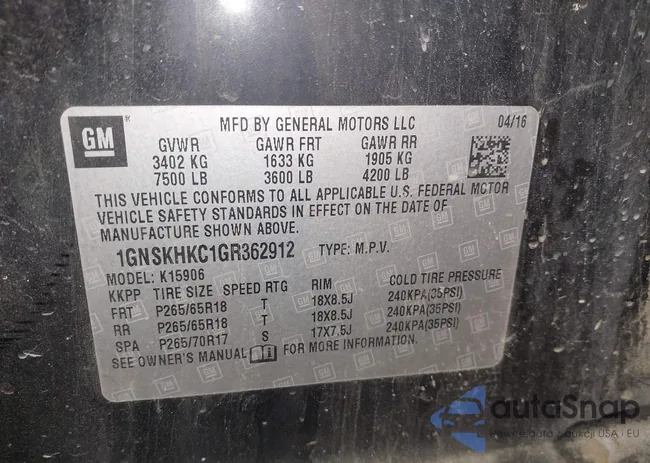 GM
MFD BY GENERAL MOTORS LLC 04/16
GVWR GAWR FRT GAWR RR
3402 KG 1633 KG 1905 KG
7500 LB 3600 LB 4200 LB
THIS VEHICLE CONFORMS TO ALL APPLICABLE U.S. FEDERAL MOTOR
VEHICLE SAFETY STANDARDS IN EFFECT ON THE DATE OF
MANUFACTURE SHOWN ABOVE.
1GNSKHKC1GR362912 TYPE: M.P.V.
MODEL: K15906
KKPP TIRE SIZE SPEED RTG RIM COLD TIRE PRESSURE
FRT P265/65R18 T 18X8.5J 240KPA(35PSI)
RR P265/65R18 T 18X8.5J 240KPA(35PSI)
SPA P265/70R17 S 17X7.5J 240KPA(35PSI)
SEE OWNER'S MANUAL FOR MORE INFORMATION.
autaSnap
aukcji USA i EU